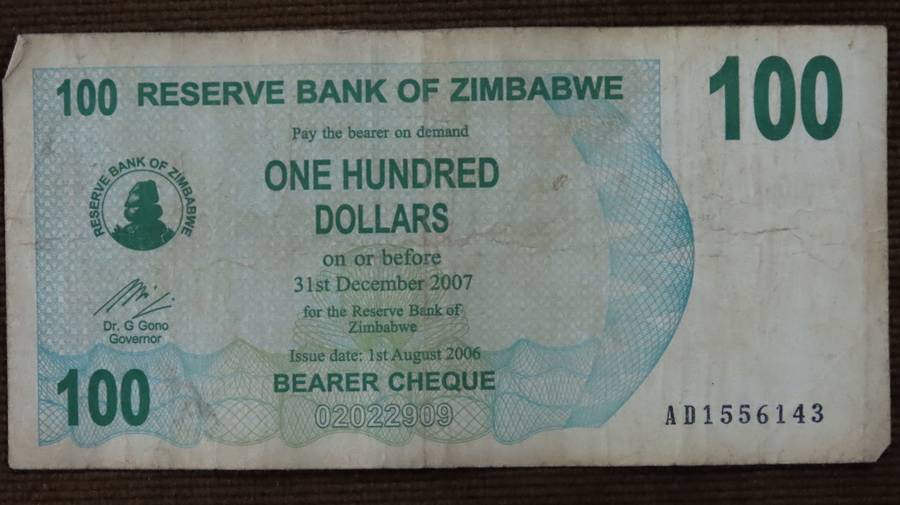 100 RESERVE BANK OF ZIMBABWE
100
Pay the bearer on demand
ONE HUNDRED
DOLLARS
RESERVE BANK OF ZIMBABWE
on or before
31st December 2007
for the Reserve Bank of
Zimbabwe
Dr. G Gono
Governor
Issue date: 1st August 2006
BEARER CHEQUE
100
02022909
AD1556143